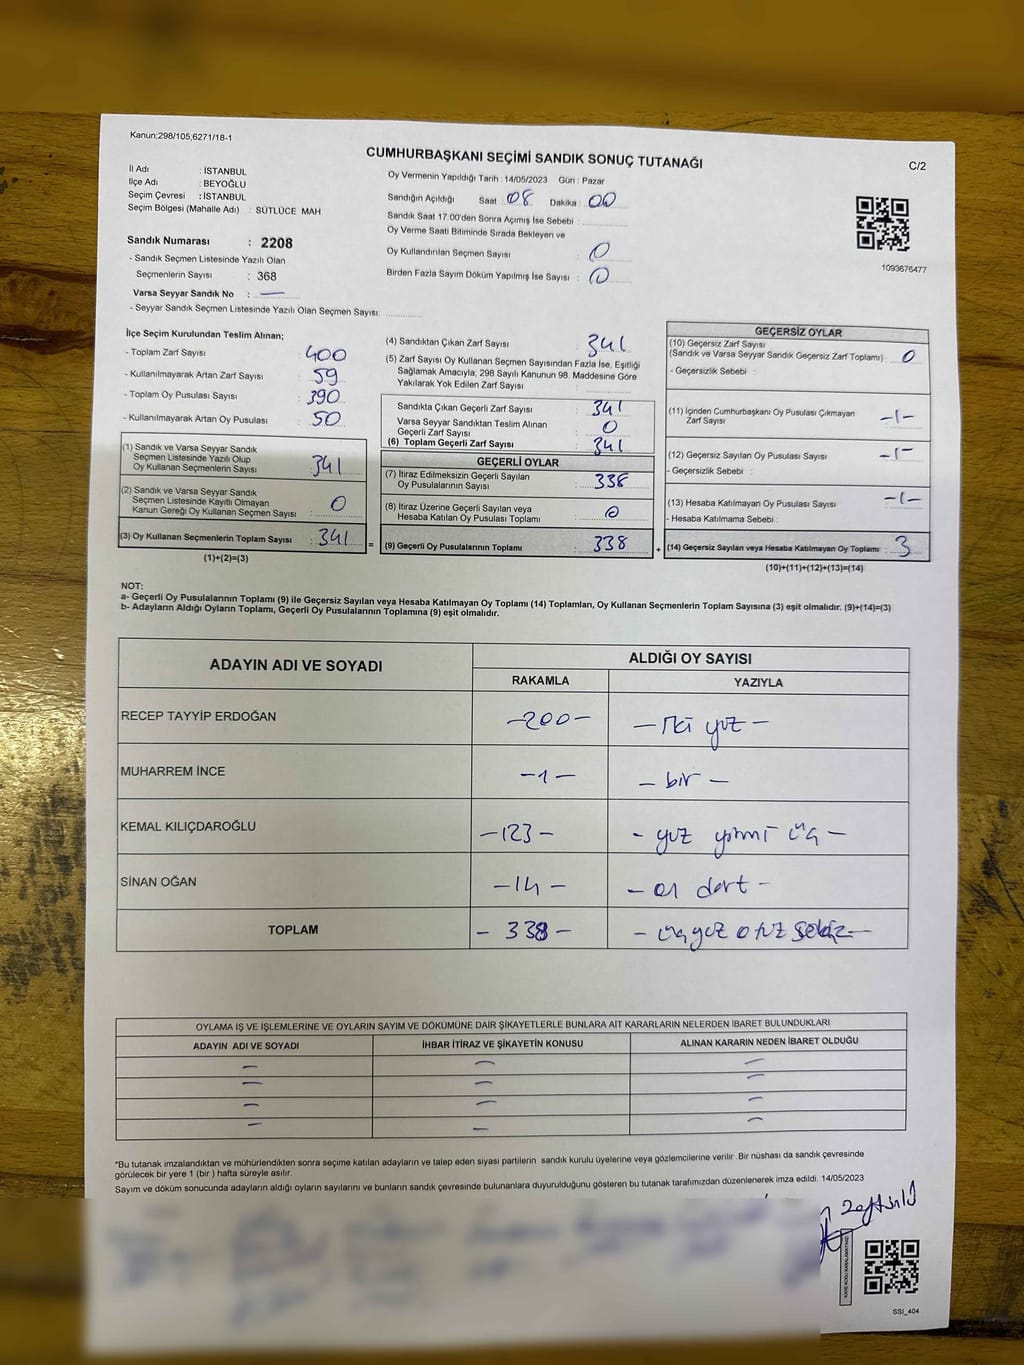 Kanun;298/105,6271/18-1
CUMHURBAŞKANI SEÇİMİ SANDIK SONUÇ TUTANAĞI
C/2
İl Adı : İSTANBUL
İlçe Adı : BEYOĞLU
Seçim Çevresi : İSTANBUL
Seçim Bölgesi (Mahalle Adı) : SÜTLÜCE MAH
Sandık Numarası : 2208
- Sandık Seçmen Listesinde Yazılı Olan
Seçmenlerin Sayısı : 368
Varsa Seyyar Sandık No : —
- Seyyar Sandık Seçmen Listesinde Yazılı Olan Seçmen Sayısı:
Oy Vermenin Yapıldığı Tarih : 14/05/2023 Gün : Pazar
Sandığın Açıldığı Saat : 08 Dakika : 00
Sandık Saat 17:00'den Sonra Açımış İse Sebebi :
Oy Verme Saati Bitiminde Sırada Bekleyen ve
Oy Kullandırılan Seçmen Sayısı : 0
Birden Fazla Sayım Döküm Yapılmış İse Sayısı : 0
1093676477
İlçe Seçim Kurulundan Teslim Alınan;
- Toplam Zarf Sayısı : 400
- Kullanılmayarak Artan Zarf Sayısı : 59
- Toplam Oy Pusulası Sayısı : 390
- Kullanılmayarak Artan Oy Pusulası : 50
(1) Sandık ve Varsa Seyyar Sandık
Seçmen Listesinde Yazılı Olup
Oy Kullanan Seçmenlerin Sayısı : 341
(2) Sandık ve Varsa Seyyar Sandık
Seçmen Listesinde Kayıtlı Olmayan
Kanun Gereği Oy Kullanan Seçmen Sayısı : 0
(3) Oy Kullanan Seçmenlerin Toplam Sayısı : 341
(1)+(2)=(3)
(4) Sandıktan Çıkan Zarf Sayısı : 341
(5) Zarf Sayısı Oy Kullanan Seçmen Sayısından Fazla İse, Eşitliği
Sağlamak Amacıyla, 298 Sayılı Kanunun 98. Maddesine Göre
Yakılarak Yok Edilen Zarf Sayısı :
Sandıkta Çıkan Geçerli Zarf Sayısı : 341
Varsa Seyyar Sandıktan Teslim Alınan
Geçerli Zarf Sayısı : 0
(6) Toplam Geçerli Zarf Sayısı : 341
GEÇERLİ OYLAR
(7) İtiraz Edilmeksizin Geçerli Sayılan
Oy Pusulalarının Sayısı : 338
(8) İtiraz Üzerine Geçerli Sayılan veya
Hesaba Katılan Oy Pusulası Toplamı : 0
= (9) Geçerli Oy Pusulalarının Toplamı : 338
GEÇERSİZ OYLAR
(10) Geçersiz Zarf Sayısı
(Sandık ve Varsa Seyyar Sandık Geçersiz Zarf Toplamı) : 0
- Geçersizlik Sebebi :
(11) İçinden Cumhurbaşkanı Oy Pusulası Çıkmayan
Zarf Sayısı : -1-
(12) Geçersiz Sayılan Oy Pusulası Sayısı : -1-
- Geçersizlik Sebebi :
(13) Hesaba Katılmayan Oy Pusulası Sayısı : -1-
- Hesaba Katılmama Sebebi :
+ (14) Geçersiz Sayılan veya Hesaba Katılmayan Oy Toplamı : 3
(10)+(11)+(12)+(13)=(14)
NOT:
a- Geçerli Oy Pusulalarının Toplamı (9) ile Geçersiz Sayılan veya Hesaba Katılmayan Oy Toplamı (14) Toplamları, Oy Kullanan Seçmenlerin Toplam Sayısına (3) eşit olmalıdır. (9)+(14)=(3)
b- Adayların Aldığı Oyların Toplamı, Geçerli Oy Pusulalarının Toplamına (9) eşit olmalıdır.
ADAYIN ADI VE SOYADI
ALDIĞI OY SAYISI
RAKAMLA YAZIYLA
RECEP TAYYİP ERDOĞAN -200- - iki yuz -
MUHARREM İNCE -1- - bir -
KEMAL KILIÇDAROĞLU -123- - yuz yirmi üç -
SİNAN OĞAN -14- - on dort -
TOPLAM - 338 - - üçyuz otuz sekiz -
OYLAMA İŞ VE İŞLEMLERİNE VE OYLARIN SAYIM VE DÖKÜMÜNE DAİR ŞİKAYETLERLE BUNLARA AİT KARARLARIN NELERDEN İBARET BULUNDUKLARI
ADAYIN ADI VE SOYADI İHBAR İTİRAZ VE ŞİKAYETİN KONUSU ALINAN KARARIN NEDEN İBARET OLDUĞU
— — —
— — —
— — —
— — —
*Bu tutanak imzalandıktan ve mühürlendikten sonra seçime katılan adayların ve talep eden siyasi partilerin sandık kurulu üyelerine veya gözlemcilerine verilir. Bir nüshası da sandık çevresinde
görülecek bir yere 1 (bir ) hafta süreyle asılır.
Sayım ve döküm sonucunda adayların aldığı oyların sayılarını ve bunların sandık çevresinde bulunanlara duyurulduğunu gösteren bu tutanak tarafımızdan düzenlenerek imza edildi. 14/05/2023
SSİ_404